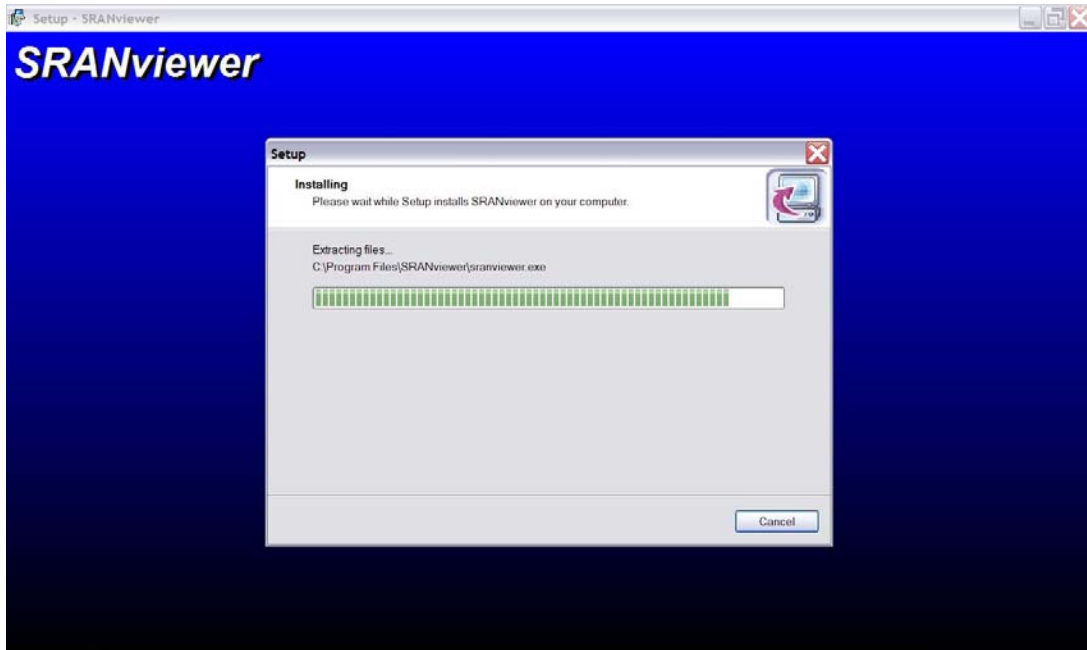 Setup - SRANviewer
SRANviewer
Setup
Installing
Please wait while Setup installs SRANviewer on your computer.
Extracting files...
C:\Program Files\SRANviewer\sranviewer.exe
Cancel